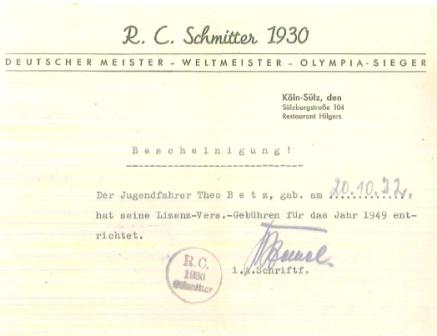 R. C. Schmitter 1930
DEUTSCHER MEISTER - WELTMEISTER - OLYMPIA-SIEGER
Köln-Sülz, den
Sülzburgstraße 104
Restaurant Hilgers
Bescheinigung!
Der Jugendfahrer Theo Betz, gab. am 20.10.32,
hat seine Lizenz-Vers.-Gebühren für das Jahr 1949 ent-
richtet.
R.C.
1930
Schmitter
i.A.Schriftf.